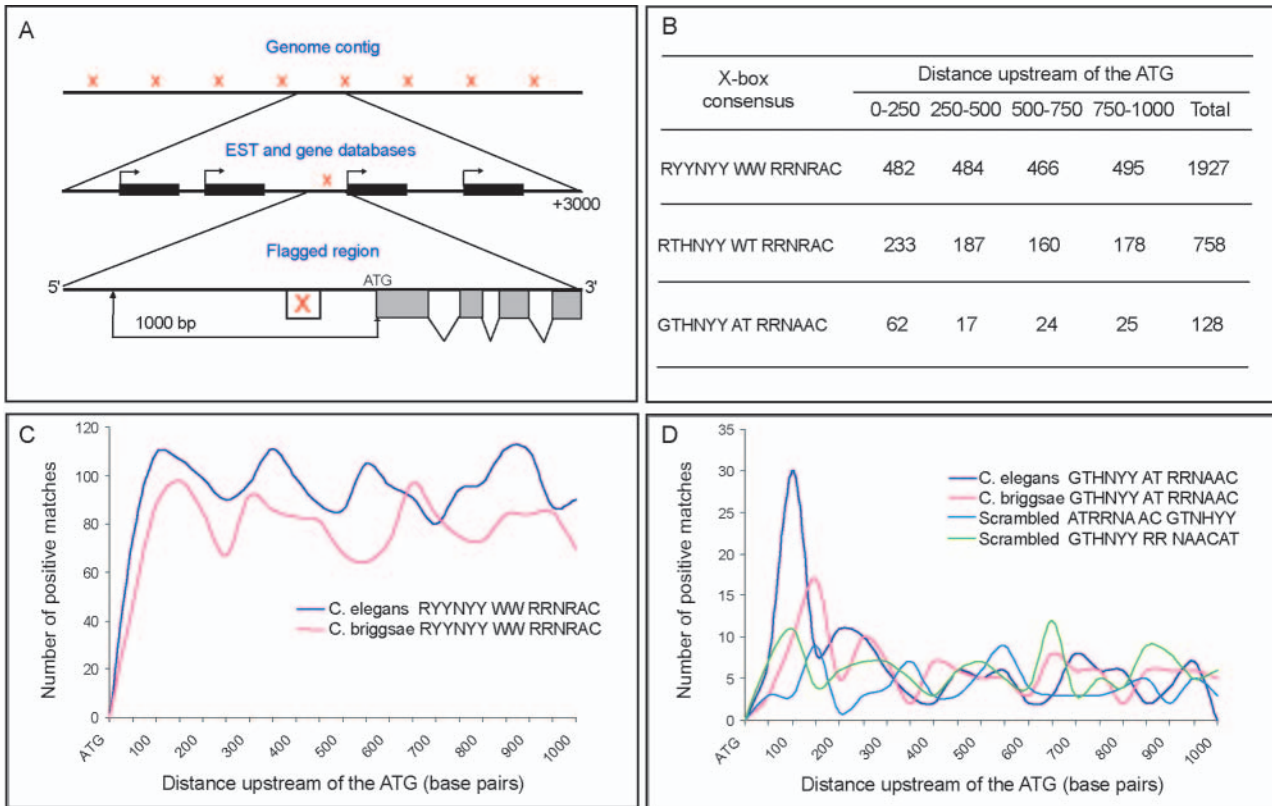 A
Genome contig
X X X X X X X X
EST and gene databases
X
+3000
Flagged region
ATG
5'
3'
X
1000 bp
B
X-box consensus
Distance upstream of the ATG
0-250 250-500 500-750 750-1000 Total
RYYNYY WW RRNRAC 482 484 466 495 1927
RTHNYY WT RRNRAC 233 187 160 178 758
GTHNYY AT RRNAAC 62 17 24 25 128
C
Number of positive matches
120
100
80
60
40
20
0
C. elegans RYYNYY WW RRNRAC
C. briggsae RYYNYY WW RRNRAC
ATG 100 200 300 400 500 600 700 800 900 1000
Distance upstream of the ATG (base pairs)
D
Number of positive matches
35
30
25
20
15
10
5
0
C. elegans GTHNYY AT RRNAAC
C. briggsae GTHNYY AT RRNAAC
Scrambled ATRRNA AC GTNHYY
Scrambled GTHNYY RR NAACAT
ATG 100 200 300 400 500 600 700 800 900 1000
Distance upstream of the ATG (base pairs)